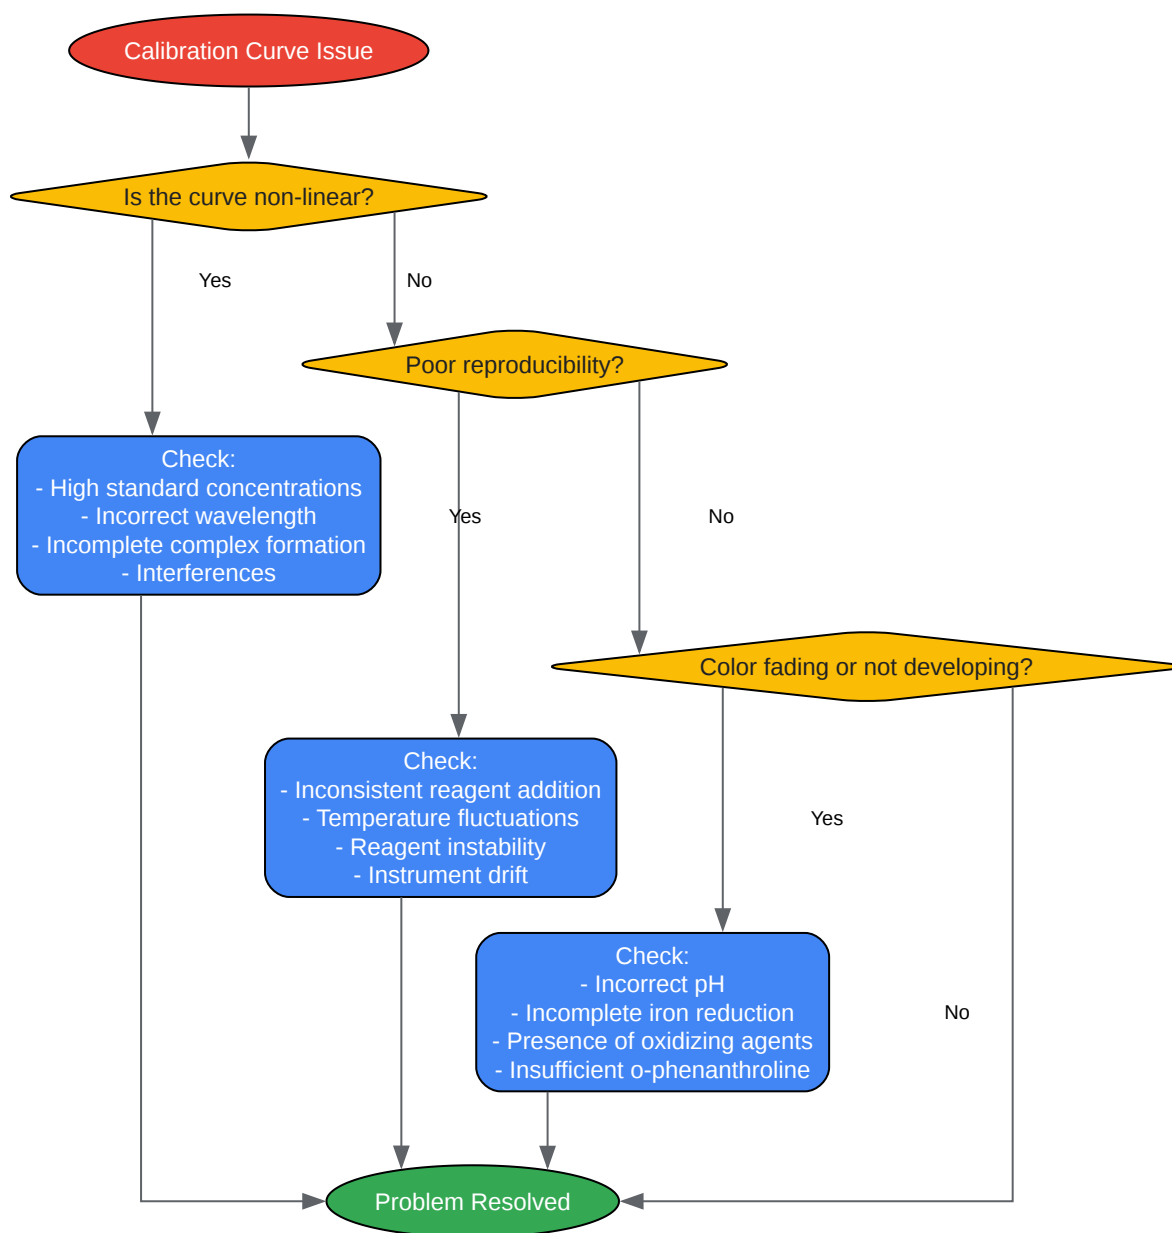 Calibration Curve Issue
Is the curve non-linear?
Yes
No
Poor reproducibility?
Check:
- High standard concentrations
- Incorrect wavelength
- Incomplete complex formation
- Interferences
Yes
No
Color fading or not developing?
Check:
- Inconsistent reagent addition
- Temperature fluctuations
- Reagent instability
- Instrument drift
Yes
Check:
- Incorrect pH
- Incomplete iron reduction
- Presence of oxidizing agents
- Insufficient o-phenanthroline
No
Problem Resolved